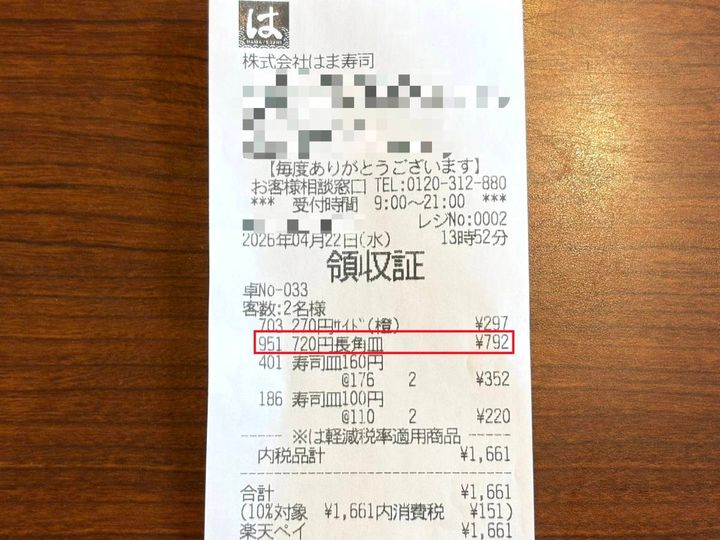 は
HAMA-SUSHI
株式会社はま寿司
【毎度ありがとうございます】
お客様相談窓口 TEL:0120-312-880
*** 受付時間 9:00～21:00 ***
レジNo:0002
2026年04月22日(水) 13時52分
領収証
卓No-033
客数:2名様
703 270円ｻｲﾄﾞ(橙) ¥297
951 720円長角皿 ¥792
401 寿司皿160円
@176 2 ¥352
186 寿司皿100円
@110 2 ¥220
※は軽減税率適用商品
内税品計 ¥1,661
合計 ¥1,661
(10%対象 ¥1,661内消費税 ¥151)
楽天ペイ ¥1,661